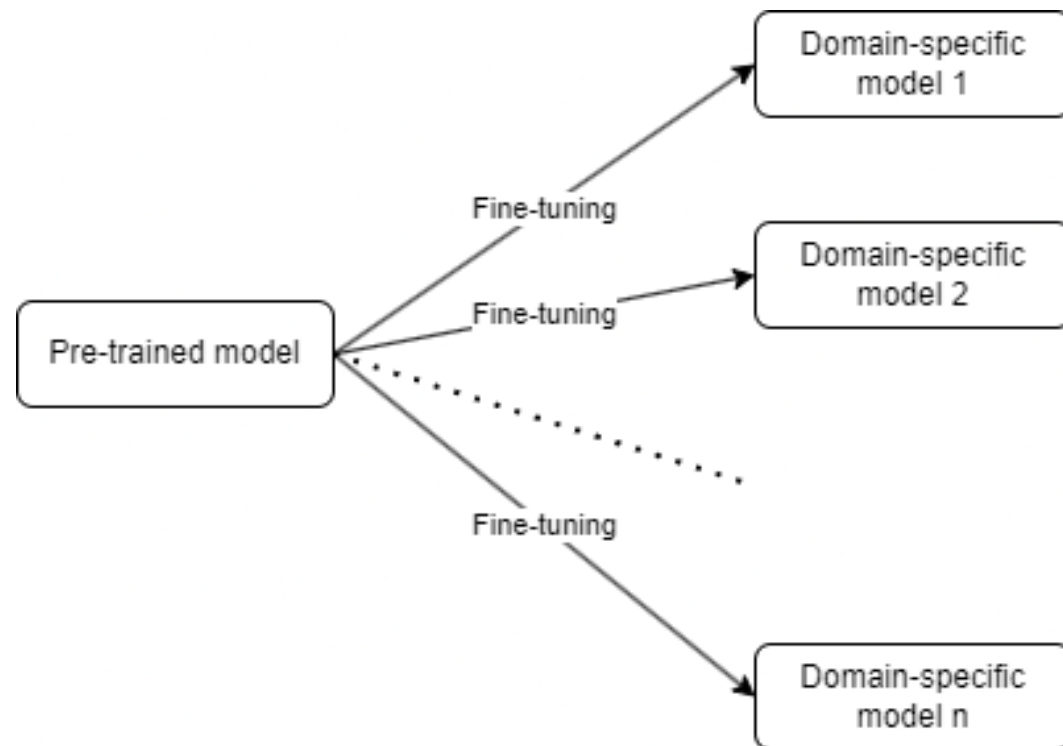 Domain-specific
model 1
Fine-tuning
Domain-specific
model 2
Fine-tuning
Pre-trained model
Fine-tuning
Domain-specific
model n